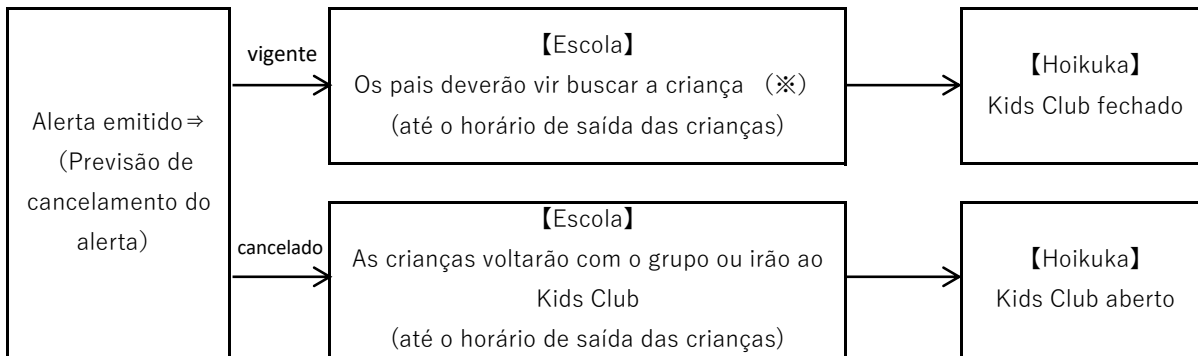 Alerta emitido⇒
（Previsão de
cancelamento do
alerta）
vigente
【Escola】
Os pais deverão vir buscar a criança （※）
(até o horário de saída das crianças)
【Hoikuka】
Kids Club fechado
cancelado
【Escola】
As crianças voltarão com o grupo ou irão ao
Kids Club
(até o horário de saída das crianças)
【Hoikuka】
Kids Club aberto